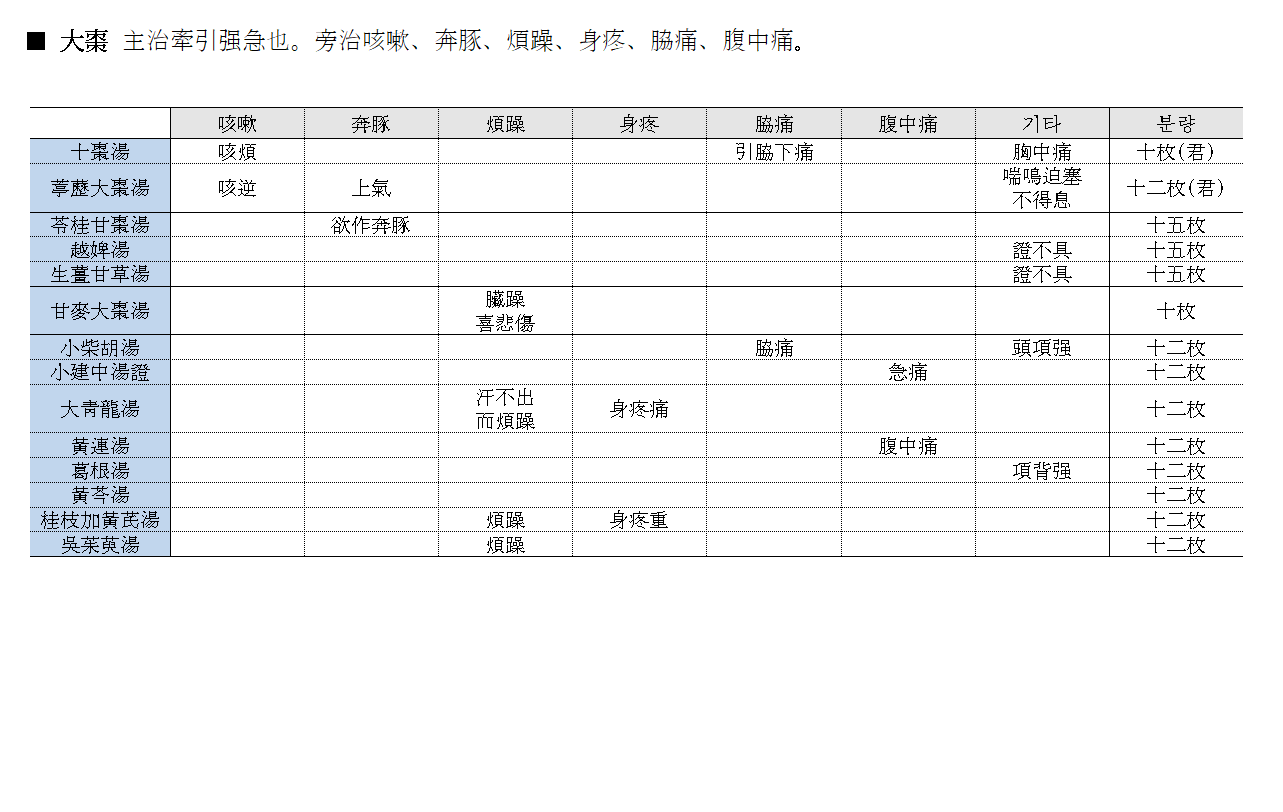 ■ 大棗 主治牽引强急也。旁治咳嗽、奔豚、煩躁、身疼、脇痛、腹中痛。
咳嗽 奔豚 煩躁 身疼 脇痛 腹中痛 기타 분량
十棗湯 咳煩 引脇下痛 胸中痛 十枚(君)
葶藶大棗湯 咳逆 上氣 喘鳴迫塞 十二枚(君)
不得息
苓桂甘棗湯 欲作奔豚 十五枚
越婢湯 證不具 十五枚
生薑甘草湯 證不具 十五枚
甘麥大棗湯 臟躁 十枚
喜悲傷
小柴胡湯 脇痛 頭項强 十二枚
小建中湯證 急痛 十二枚
大靑龍湯 汗不出 身疼痛 十二枚
而煩躁
黃連湯 腹中痛 十二枚
葛根湯 項背强 十二枚
黃芩湯 十二枚
桂枝加黃芪湯 煩躁 身疼重 十二枚
吳茱萸湯 煩躁 十二枚